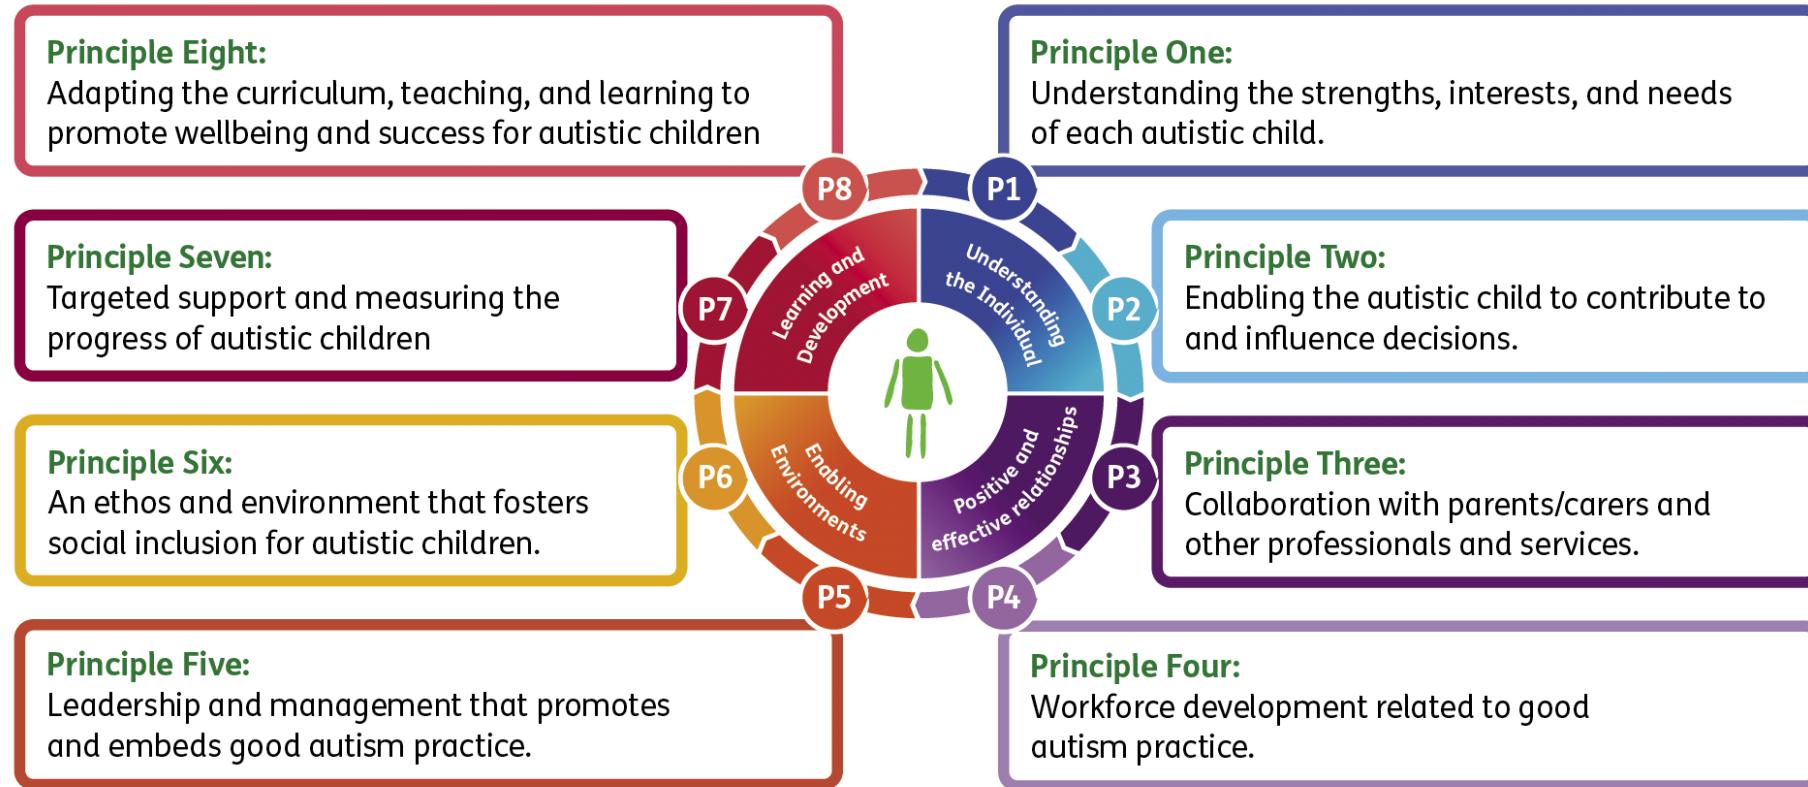 Principle Eight:
Adapting the curriculum, teaching, and learning to
promote wellbeing and success for autistic children
Principle One:
Understanding the strengths, interests, and needs
of each autistic child.
Principle Seven:
Targeted support and measuring the
progress of autistic children
Principle Two:
Enabling the autistic child to contribute to
and influence decisions.
Principle Six:
An ethos and environment that fosters
social inclusion for autistic children.
Principle Three:
Collaboration with parents/carers and
other professionals and services.
Principle Five:
Leadership and management that promotes
and embeds good autism practice.
Principle Four:
Workforce development related to good
autism practice.
P8
P1
P7
P2
P6
P3
P5
P4
Learning and
Development
Understanding
the Individual
Enabling
Environments
Positive and
effective relationships